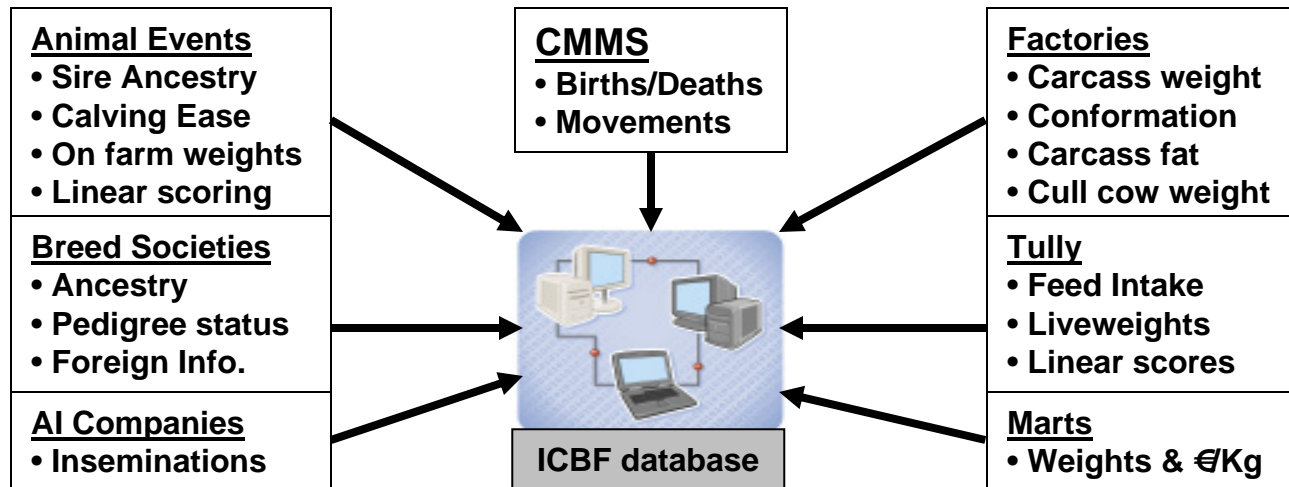 Animal Events
• Sire Ancestry
• Calving Ease
• On farm weights
• Linear scoring
Breed Societies
• Ancestry
• Pedigree status
• Foreign Info.
AI Companies
• Inseminations
CMMS
• Births/Deaths
• Movements
ICBF database
Factories
• Carcass weight
• Conformation
• Carcass fat
• Cull cow weight
Tully
• Feed Intake
• Liveweights
• Linear scores
Marts
• Weights & €/Kg